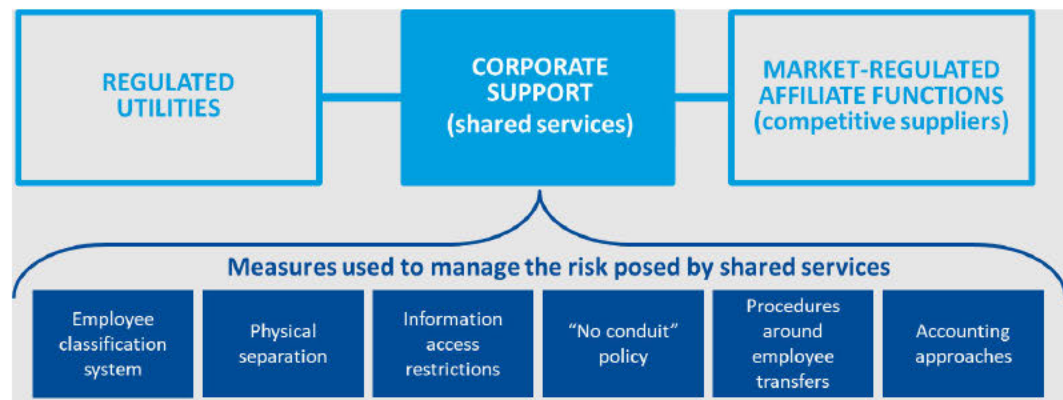 REGULATED
UTILITIES
CORPORATE
SUPPORT
(shared services)
MARKET-REGULATED
AFFILIATE FUNCTIONS
(competitive suppliers)
Measures used to manage the risk posed by shared services
Employee
classification
system
Physical
separation
Information
access
restrictions
“No conduit”
policy
Procedures
around
employee
transfers
Accounting
approaches